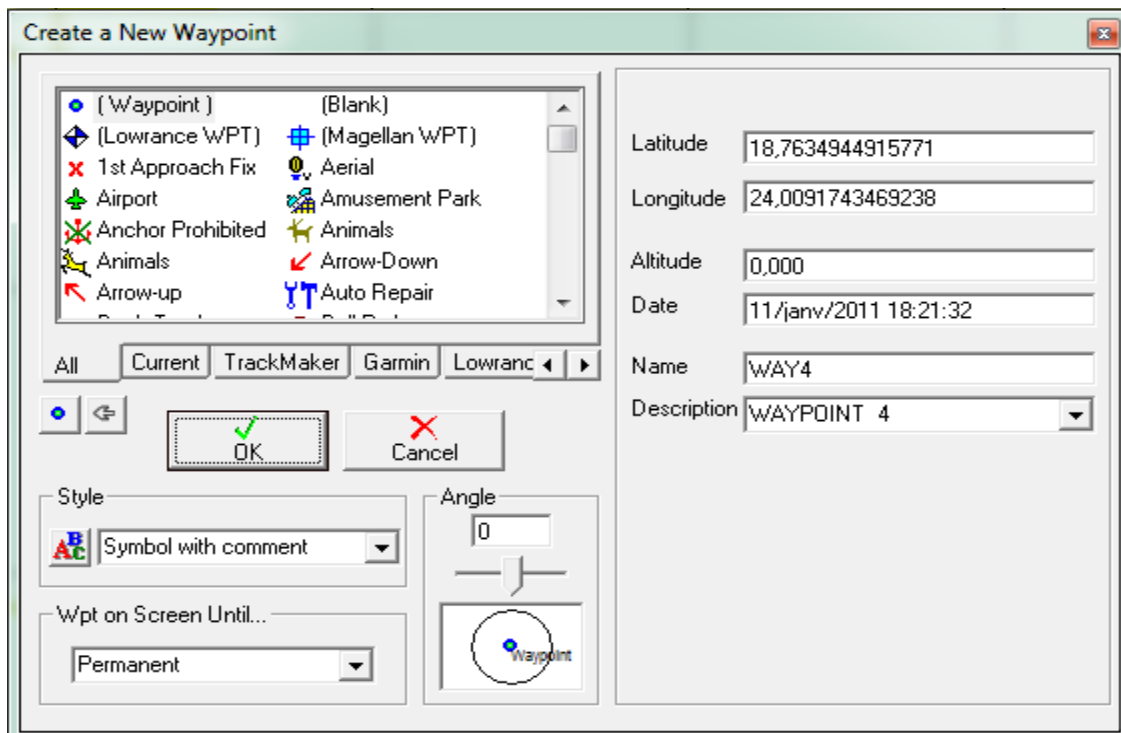 Create a New Waypoint
( Waypoint ) (Blank)
(Lowrance WPT) (Magellan WPT)
1st Approach Fix Aerial
Airport Amusement Park
Anchor Prohibited Animals
Animals Arrow-Down
Arrow-up Auto Repair
All Current TrackMaker Garmin Lowranc
OK Cancel
Style
ABC Symbol with comment
Wpt on Screen Until...
Permanent
Angle
0
Waypoint
Latitude 18,7634944915771
Longitude 24,0091743469238
Altitude 0,000
Date 11/janv/2011 18:21:32
Name WAY4
Description WAYPOINT 4